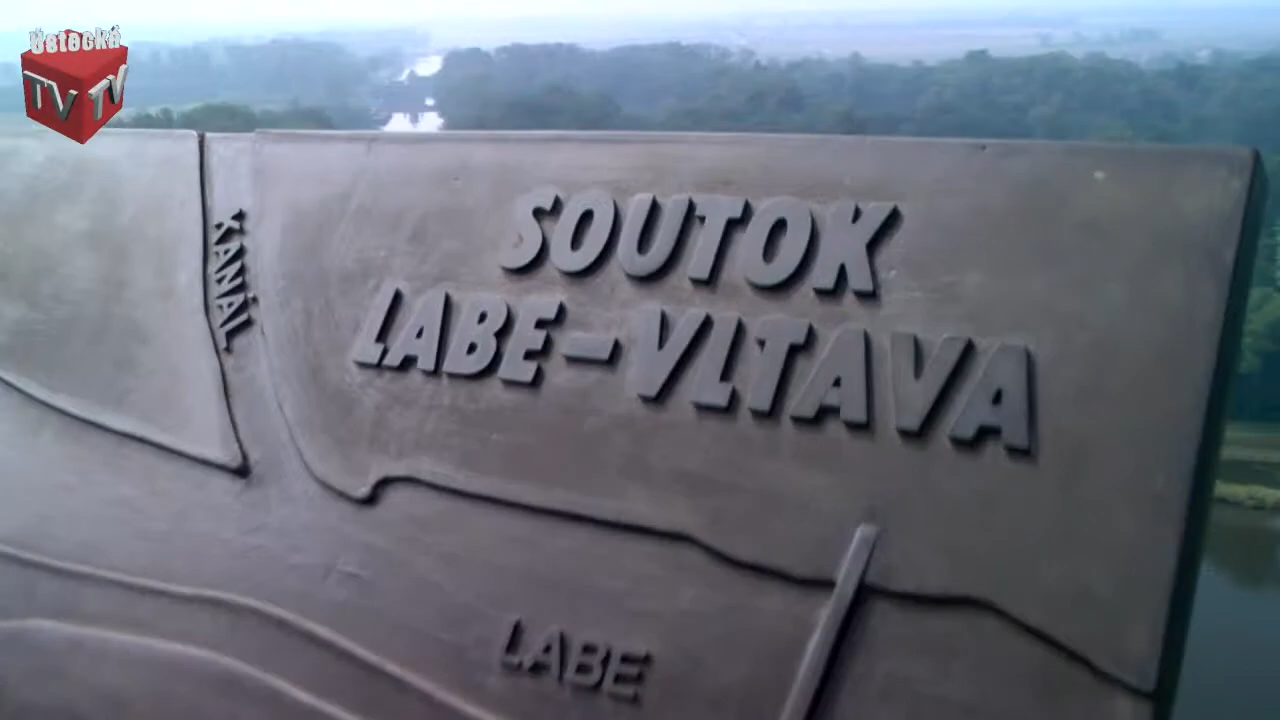 Ústecká
TV TV
KANÁL
SOUTOK
LABE-VLTAVA
LABE